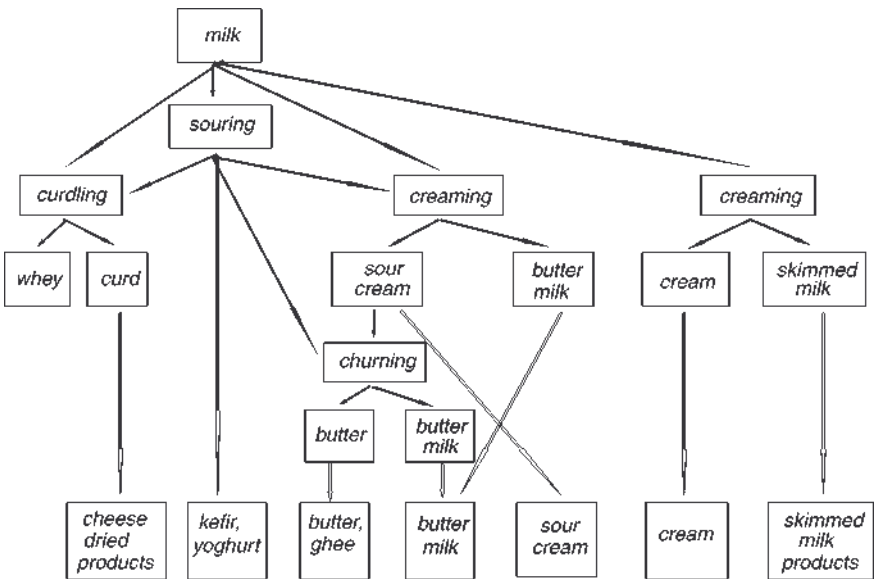 milk
souring
curdling
creaming
creaming
whey
curd
sour
cream
butter
milk
cream
skimmed
milk
churning
butter
butter
milk
cheese
dried
products
kefir,
yoghurt
butter,
ghee
butter
milk
sour
cream
cream
skimmed
milk
products